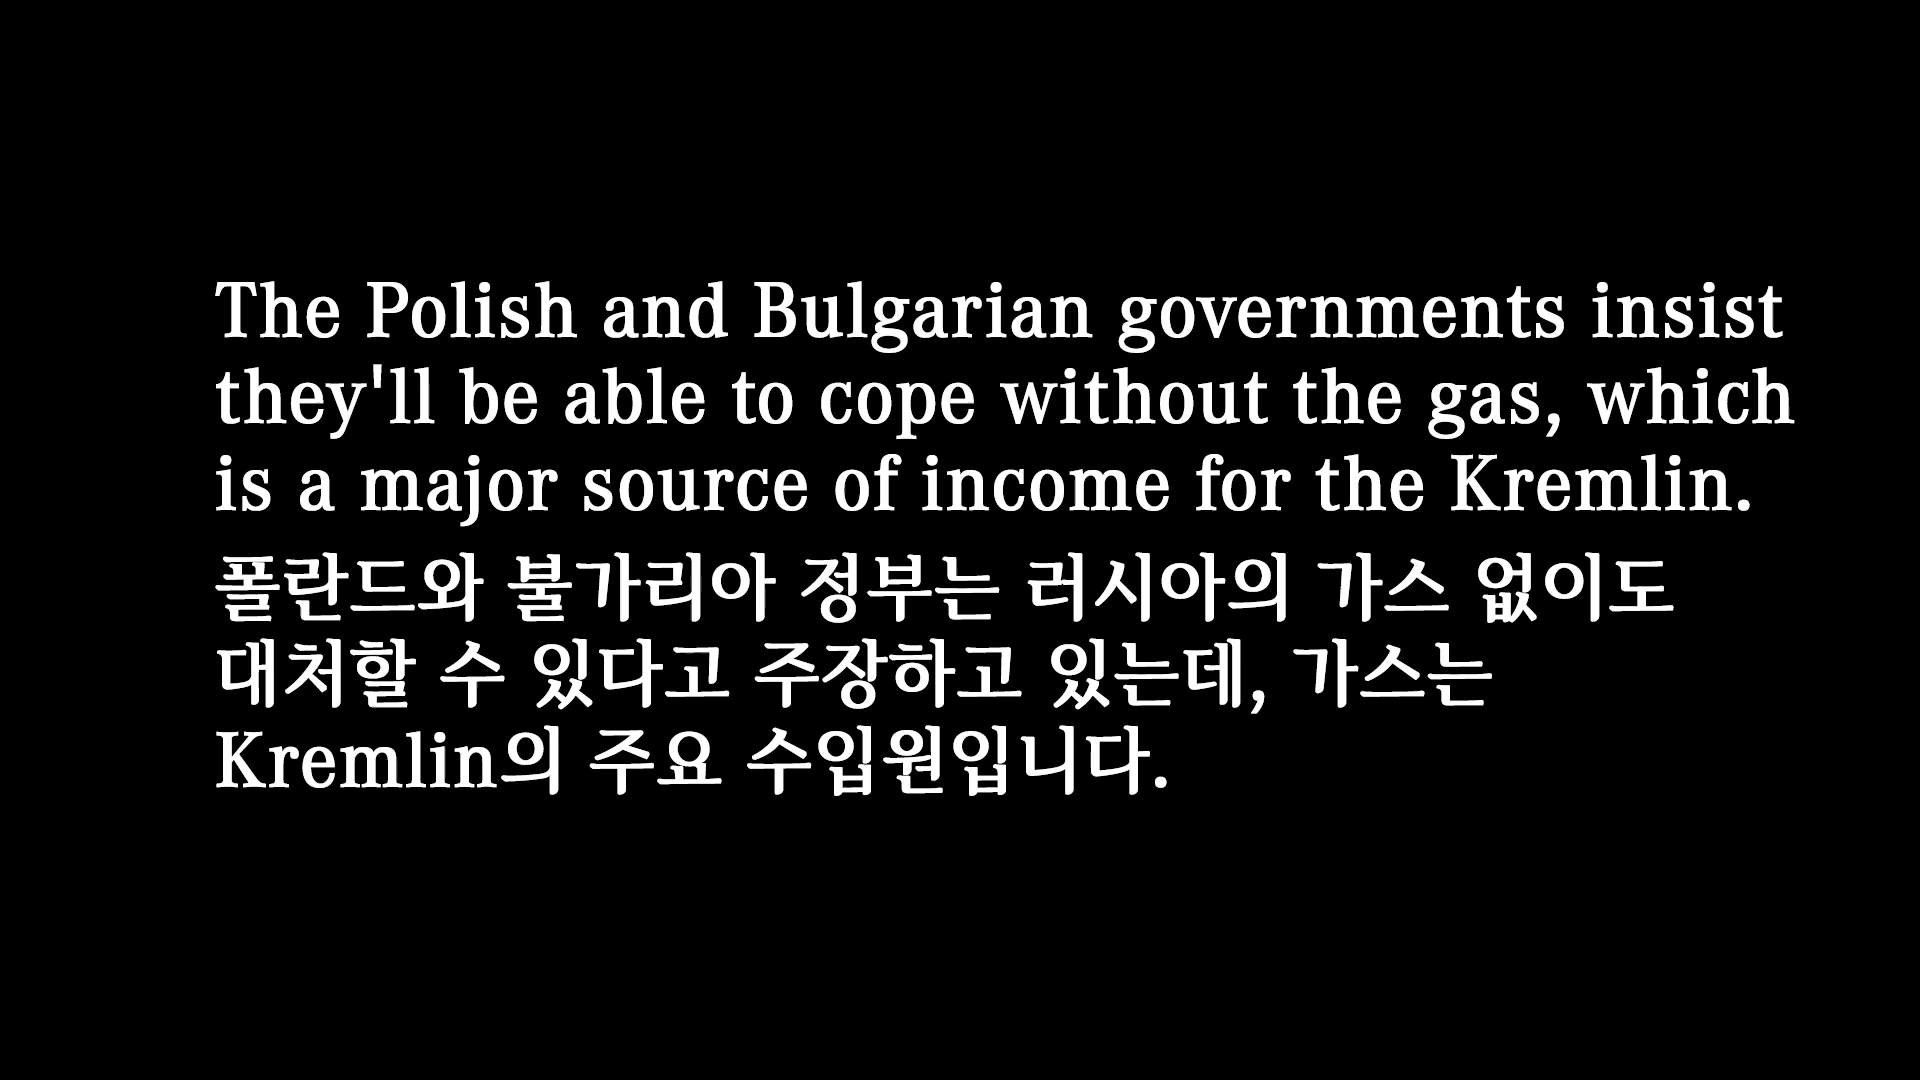 The Polish and Bulgarian governments insist
they'll be able to cope without the gas, which
is a major source of income for the Kremlin.
폴란드와 불가리아 정부는 러시아의 가스 없이도
대처할 수 있다고 주장하고 있는데, 가스는
Kremlin의 주요 수입원입니다.